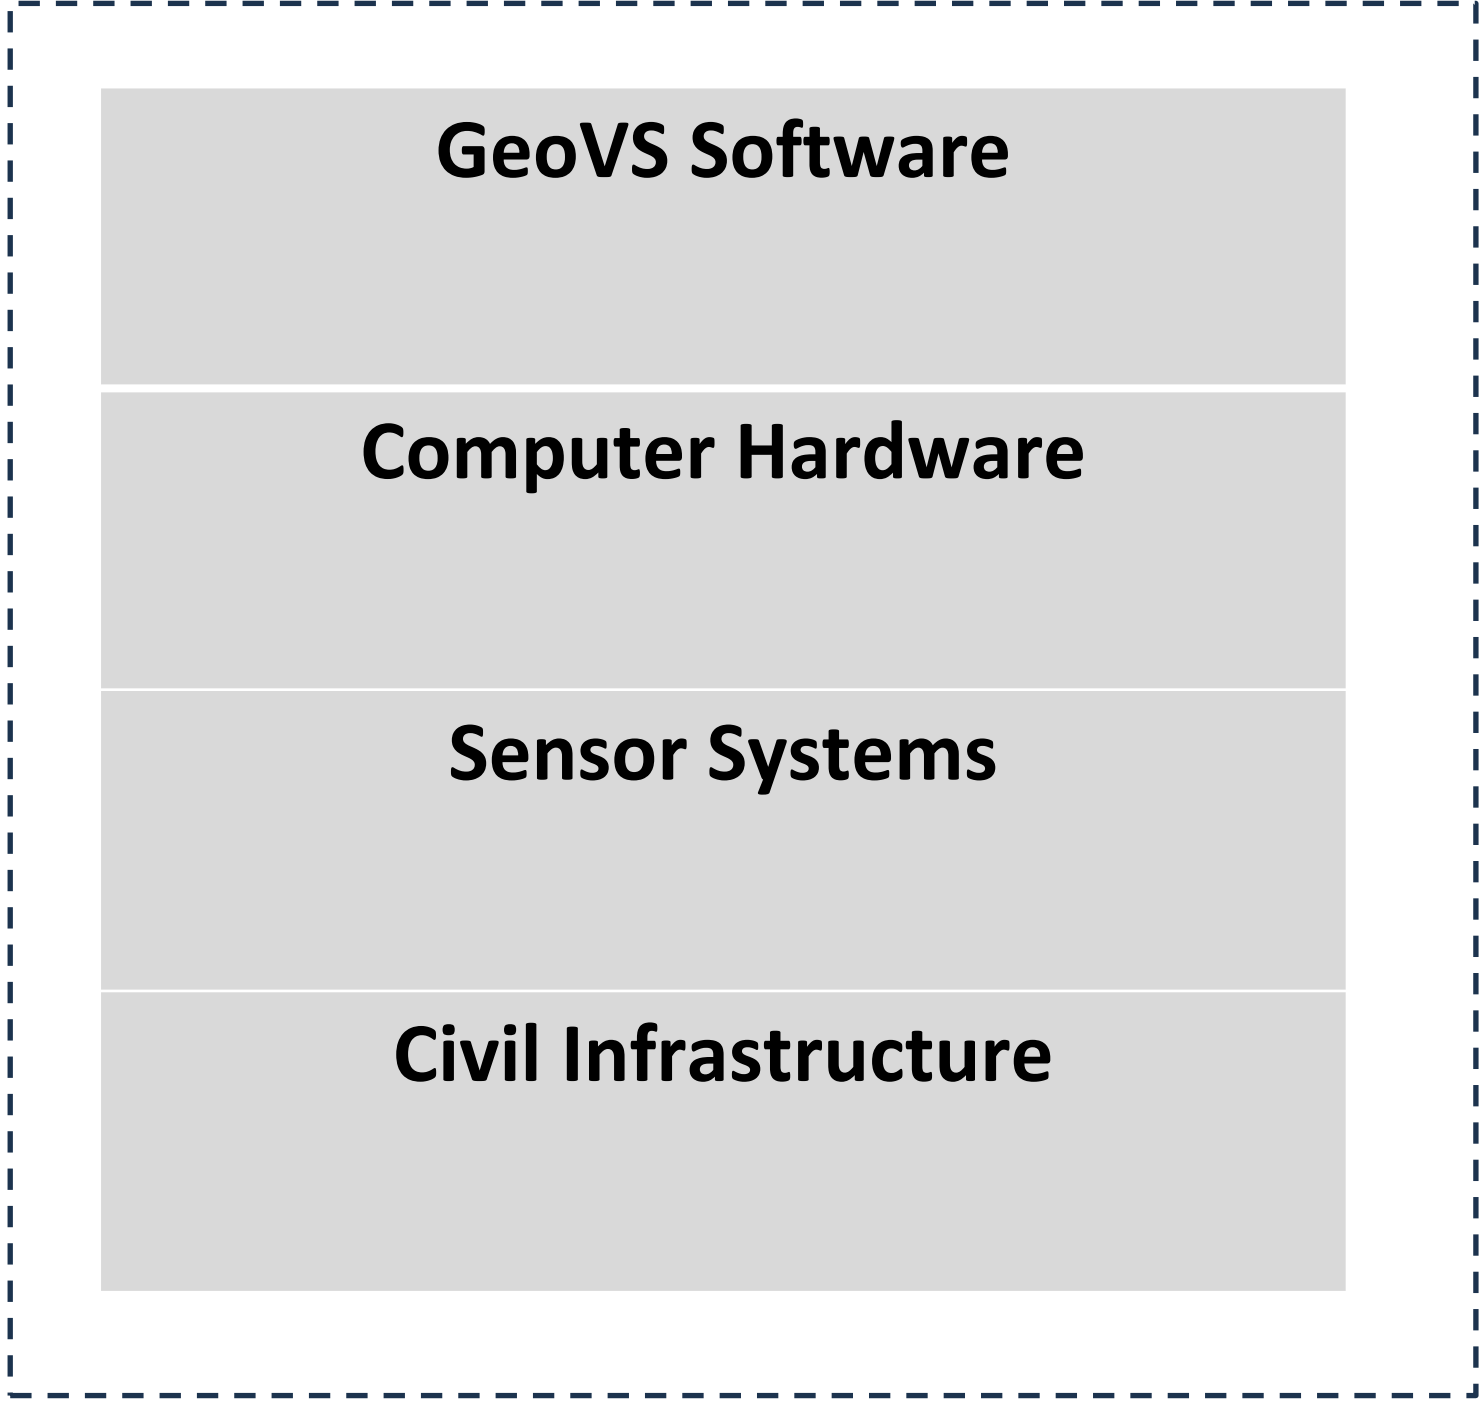 GeoVS Software
Computer Hardware
Sensor Systems
Civil Infrastructure